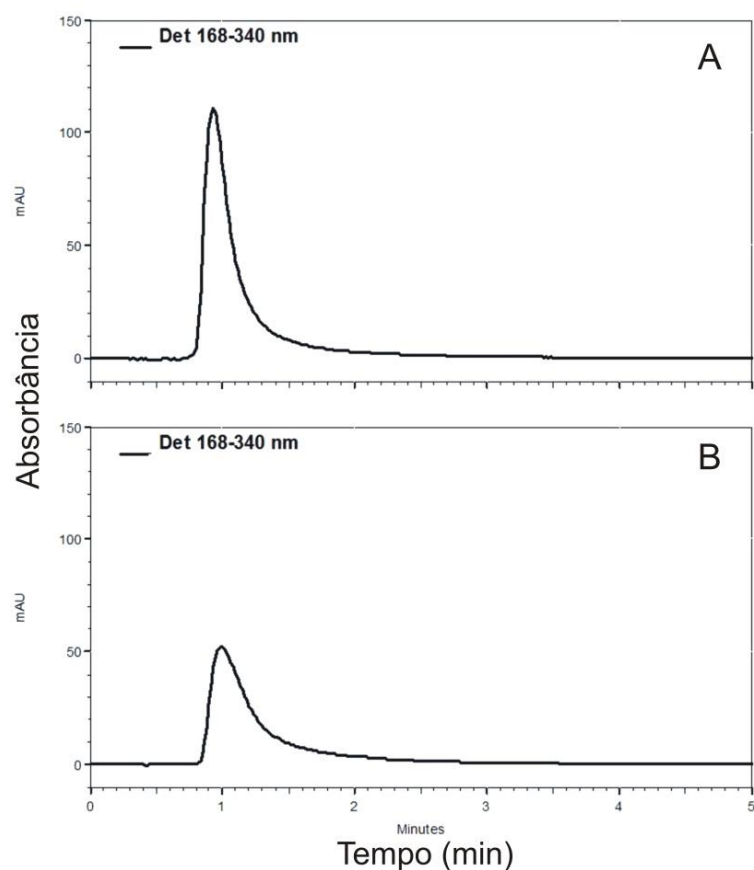 150
Det 168-340 nm
A
100
mAU
50
0
Absorbância
150
Det 168-340 nm
B
100
mAU
50
0
0 1 2 3 4 5
Minutes
Tempo (min)